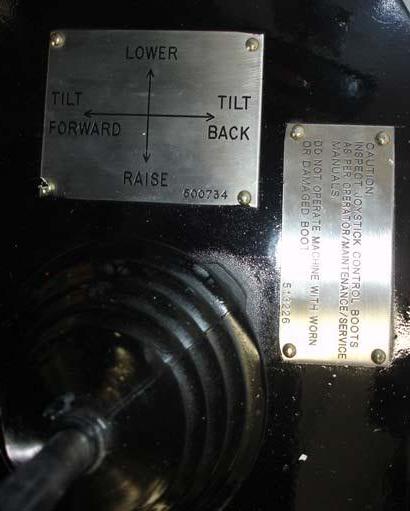 LOWER
TILT FORWARD
TILT BACK
RAISE
500734
CAUTION
INSPECT JOYSTICK CONTROL BOOTS
AS PER OPERATOR/MAINTENANCE/SERVICE
MANUALS
DO NOT OPERATE MACHINE WITH WORN
OR DAMAGED BOOT
513226